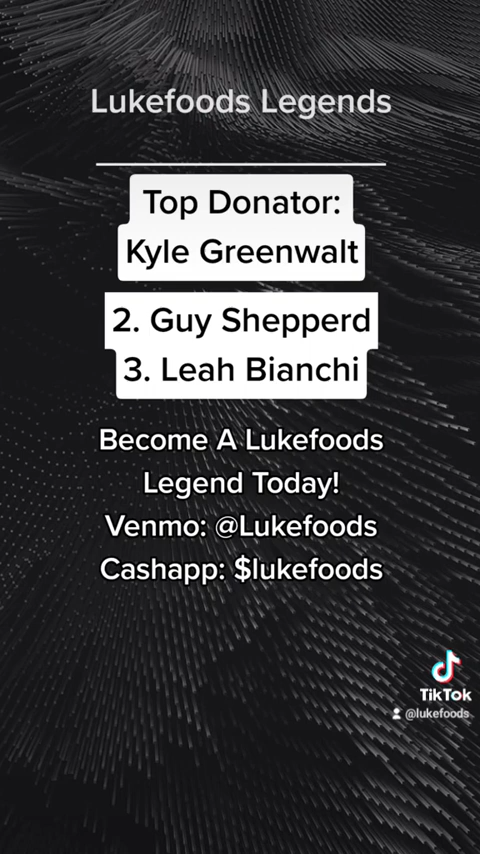 Lukefoods Legends
Top Donator:
Kyle Greenwalt
2. Guy Shepperd
3. Leah Bianchi
Become A Lukefoods
Legend Today!
Venmo: @Lukefoods
Cashapp: $lukefoods
TikTok
@lukefoods